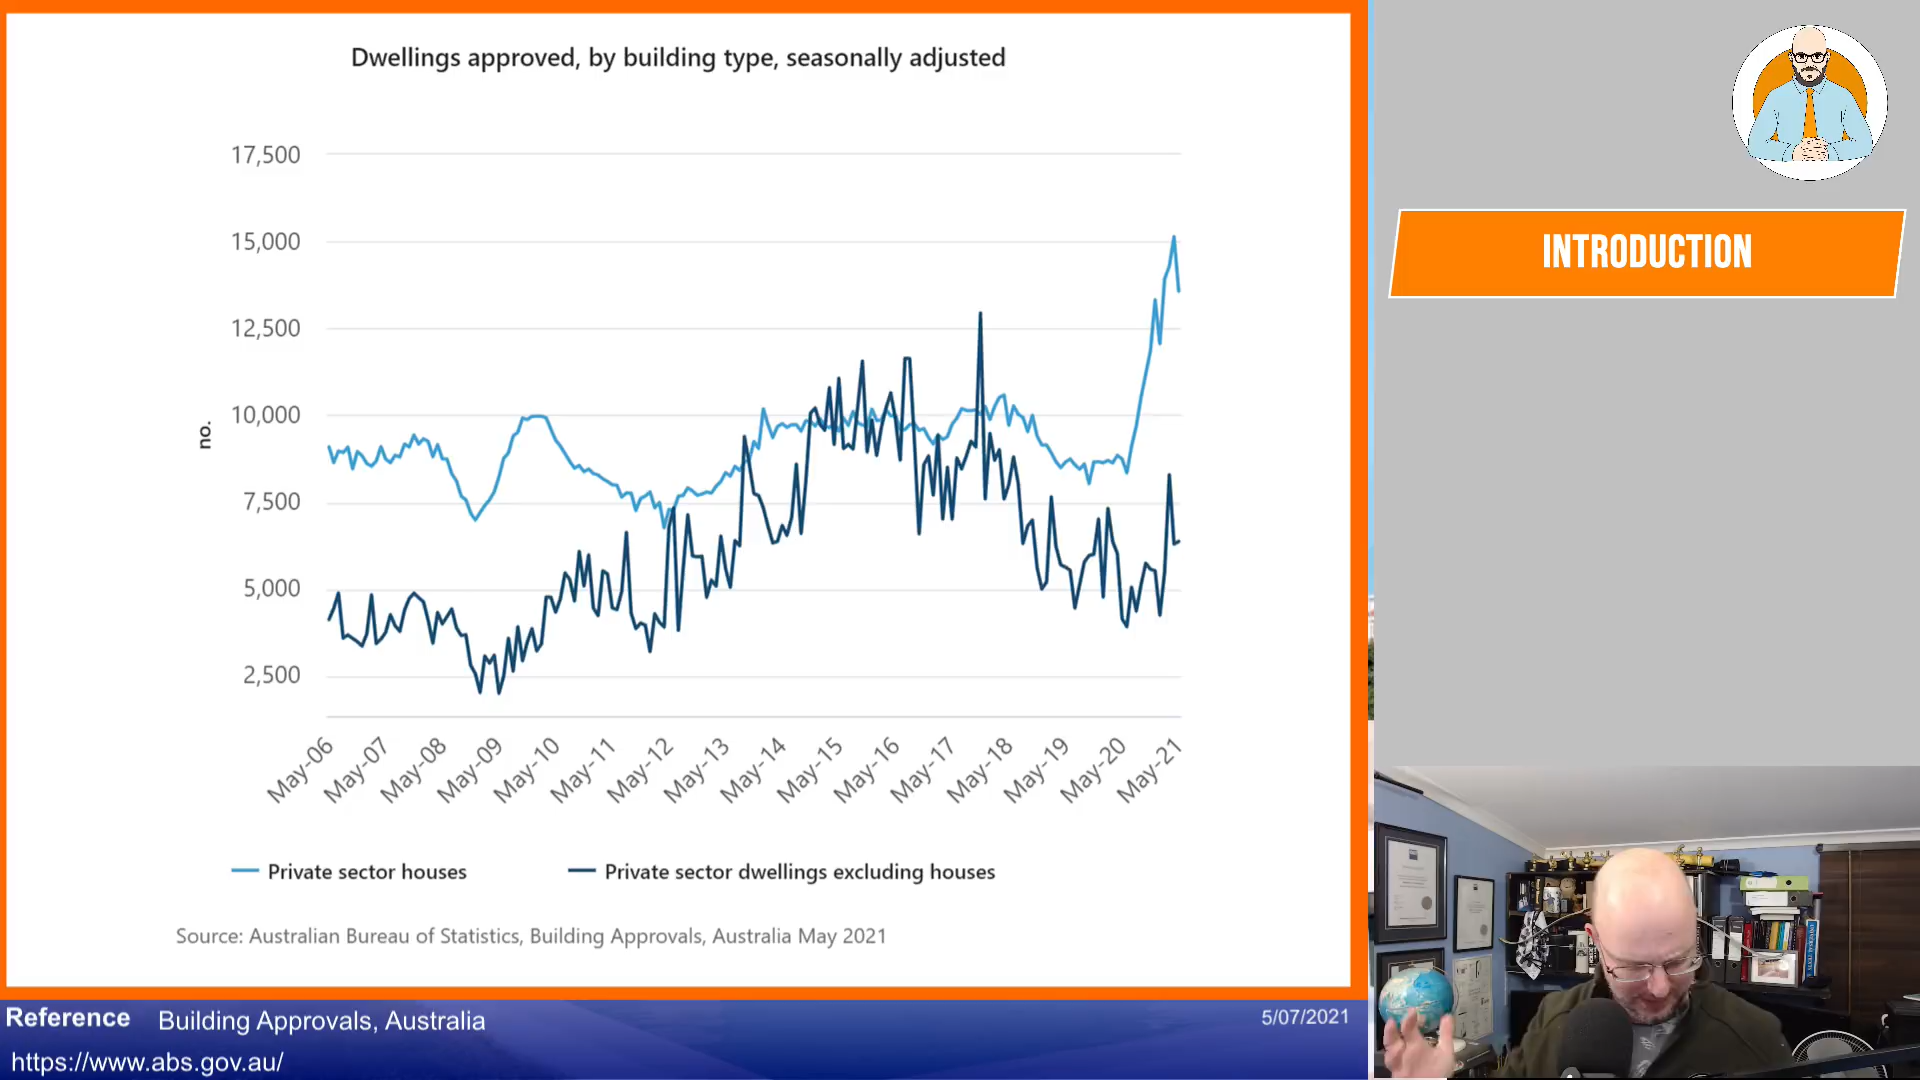 Dwellings approved, by building type, seasonally adjusted
17,500
15,000
12,500
10,000
7,500
5,000
2,500
no.
May-06
May-07
May-08
May-09
May-10
May-11
May-12
May-13
May-14
May-15
May-16
May-17
May-18
May-19
May-20
May-21
Private sector houses
Private sector dwellings excluding houses
Source: Australian Bureau of Statistics, Building Approvals, Australia May 2021
INTRODUCTION
Reference Building Approvals, Australia
5/07/2021
https://www.abs.gov.au/